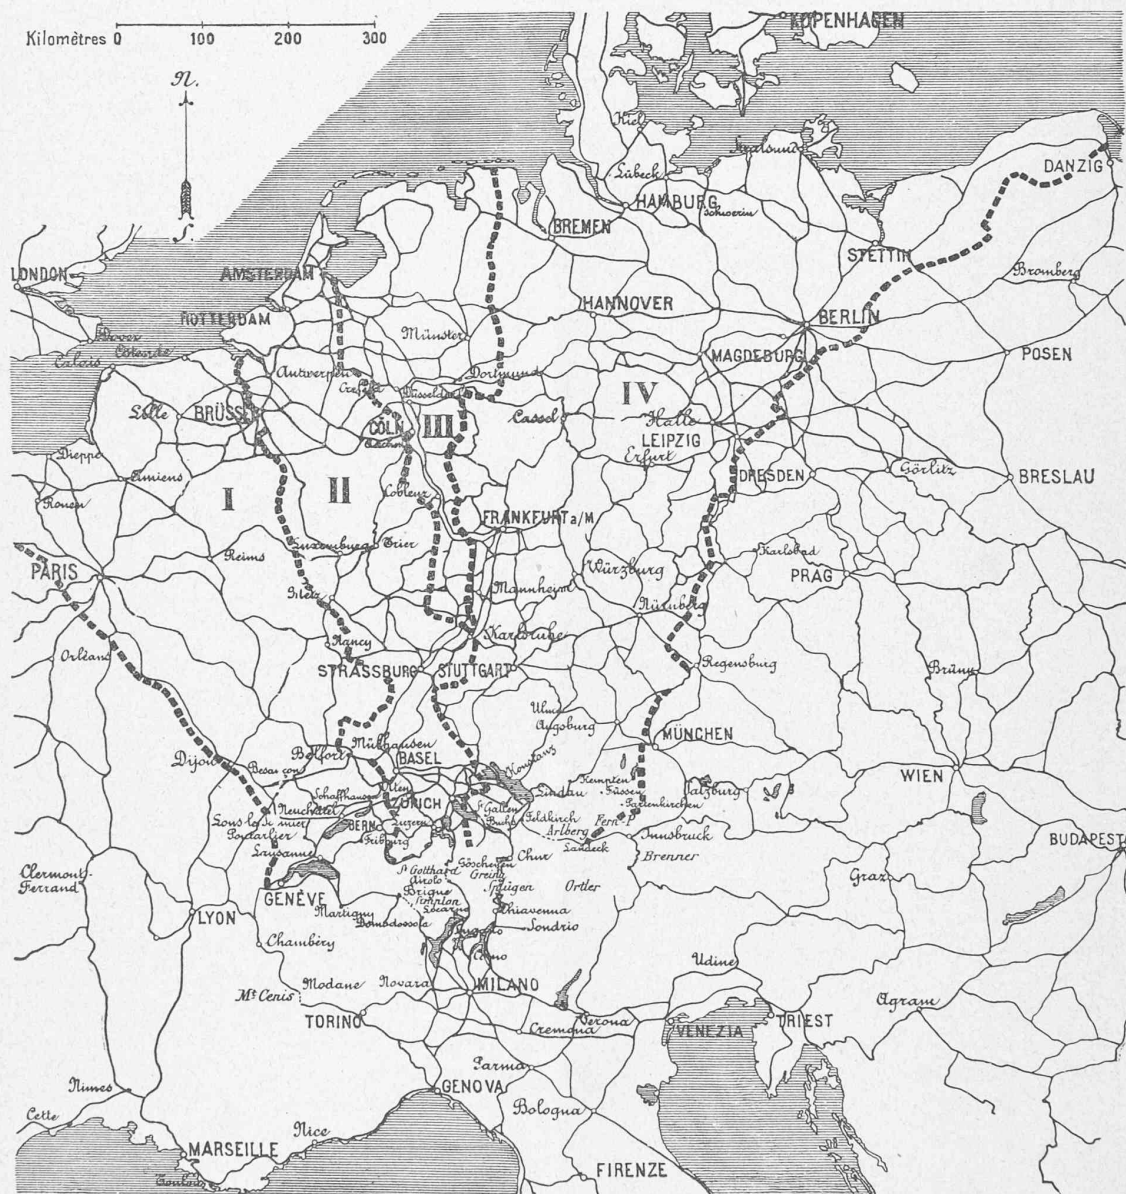 KOPENHAGEN
Kilomètres 0 100 200 300
N.
S.
Kiel
Stralsund
Lübeck
DANZIG
HAMBURG
Schwerin
BREMEN
STETTIN
LONDON
AMSTERDAM
Bromberg
HANNOVER
ROTTERDAM
BERLIN
Dover
Münster
Calais
Ostende
MAGDEBURG
POSEN
Antwerpen
Dortmund
Crefeld
Düsseldorf
IV
Lille
BRÜSSEL
Cassel
Halle
CÖLN
III
LEIPZIG
Aachen
Dieppe
Erfurt
Amiens
Görlitz
DRESDEN
BRESLAU
Rouen
I
II
Coblenz
FRANKFURT a/M
Luxemburg
Trier
Reims
Karlsbad
PARIS
Würzburg
PRAG
Metz
Mannheim
Nürnberg
Nancy
Karlsruhe
Orléans
STRASSBURG
STUTTGART
Regensburg
Brünn
Ulm
Augsburg
MÜNCHEN
Mülhausen
Belfort
BASEL
Dijon
Besançon
Konstanz
WIEN
Kempten
Füssen
Salzburg
Olten
Schaffhausen
Lindau
Partenkirchen
ZÜRICH
Neuchâtel
St Gallen
Buchs
Feldkirch
Lons le Saunier
BERN
Luzern
Fern-P.
Pontarlier
Arlberg
Innsbruck
BUDAPEST
Fribourg
Landeck
Lausanne
Chur
Brenner
Göschenen
St Gotthard
Greina
Clermont-
Ferrand
Airolo
Graz
Brigue
Splügen
Ortler
GENÈVE
Simplon
Locarno
LYON
Martigny
Chiavenna
Domodossola
Lugano
Sondrio
Chambéry
Como
Udine
Modane
Novara
MILANO
Mt Cenis
Agram
TORINO
Cremona
Verona
VENEZIA
TRIEST
Parma
Nimes
GENOVA
Bologna
Cette
Nice
MARSEILLE
FIRENZE
Toulon